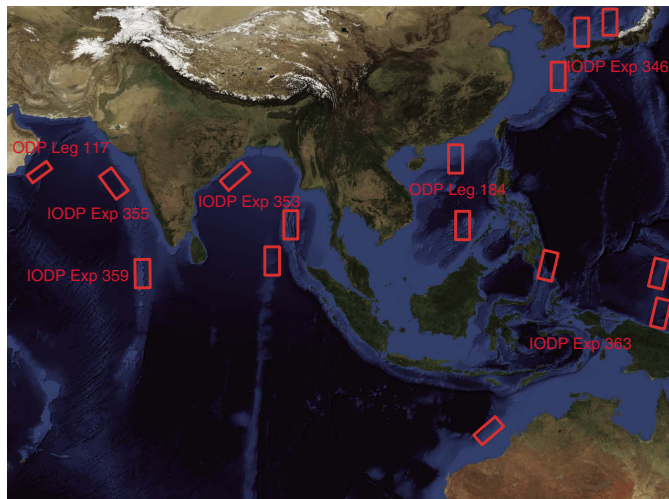 IODP Exp 346
ODP Leg 117
ODP Leg 184
IODP Exp 353
IODP Exp 355
IODP Exp 359
IODP Exp 363